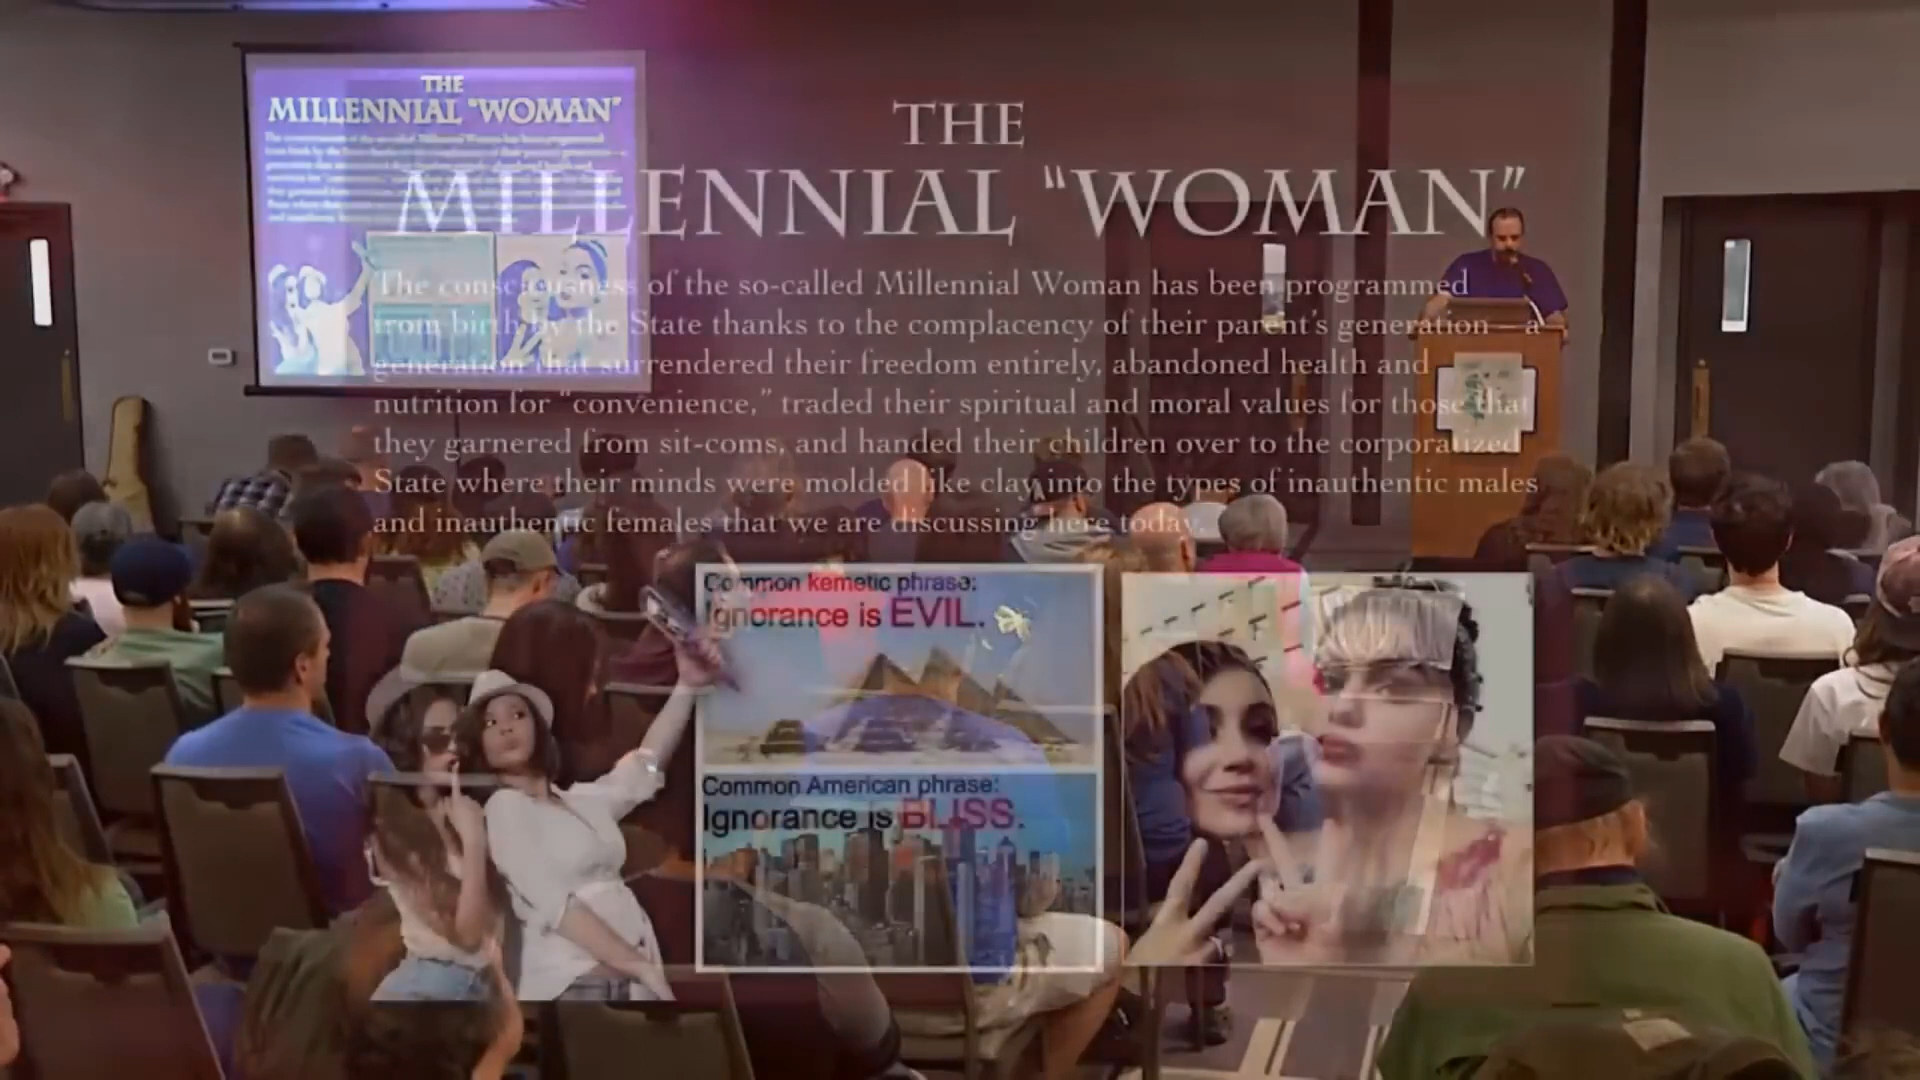 THE
MILLENNIAL "WOMAN"
THE
MILLENNIAL "WOMAN"
The consciousness of the so-called Millennial Woman has been programmed
from birth by the State thanks to the complacency of their parent's generation – a
generation that surrendered their freedom entirely, abandoned health and
nutrition for "convenience," traded their spiritual and moral values for those that
they garnered from sit-coms, and handed their children over to the corporatized
State where their minds were molded like clay into the types of inauthentic males
and inauthentic females that we are discussing here today.
Common kemetic phrase:
Ignorance is EVIL.
Common American phrase:
Ignorance is BLISS.